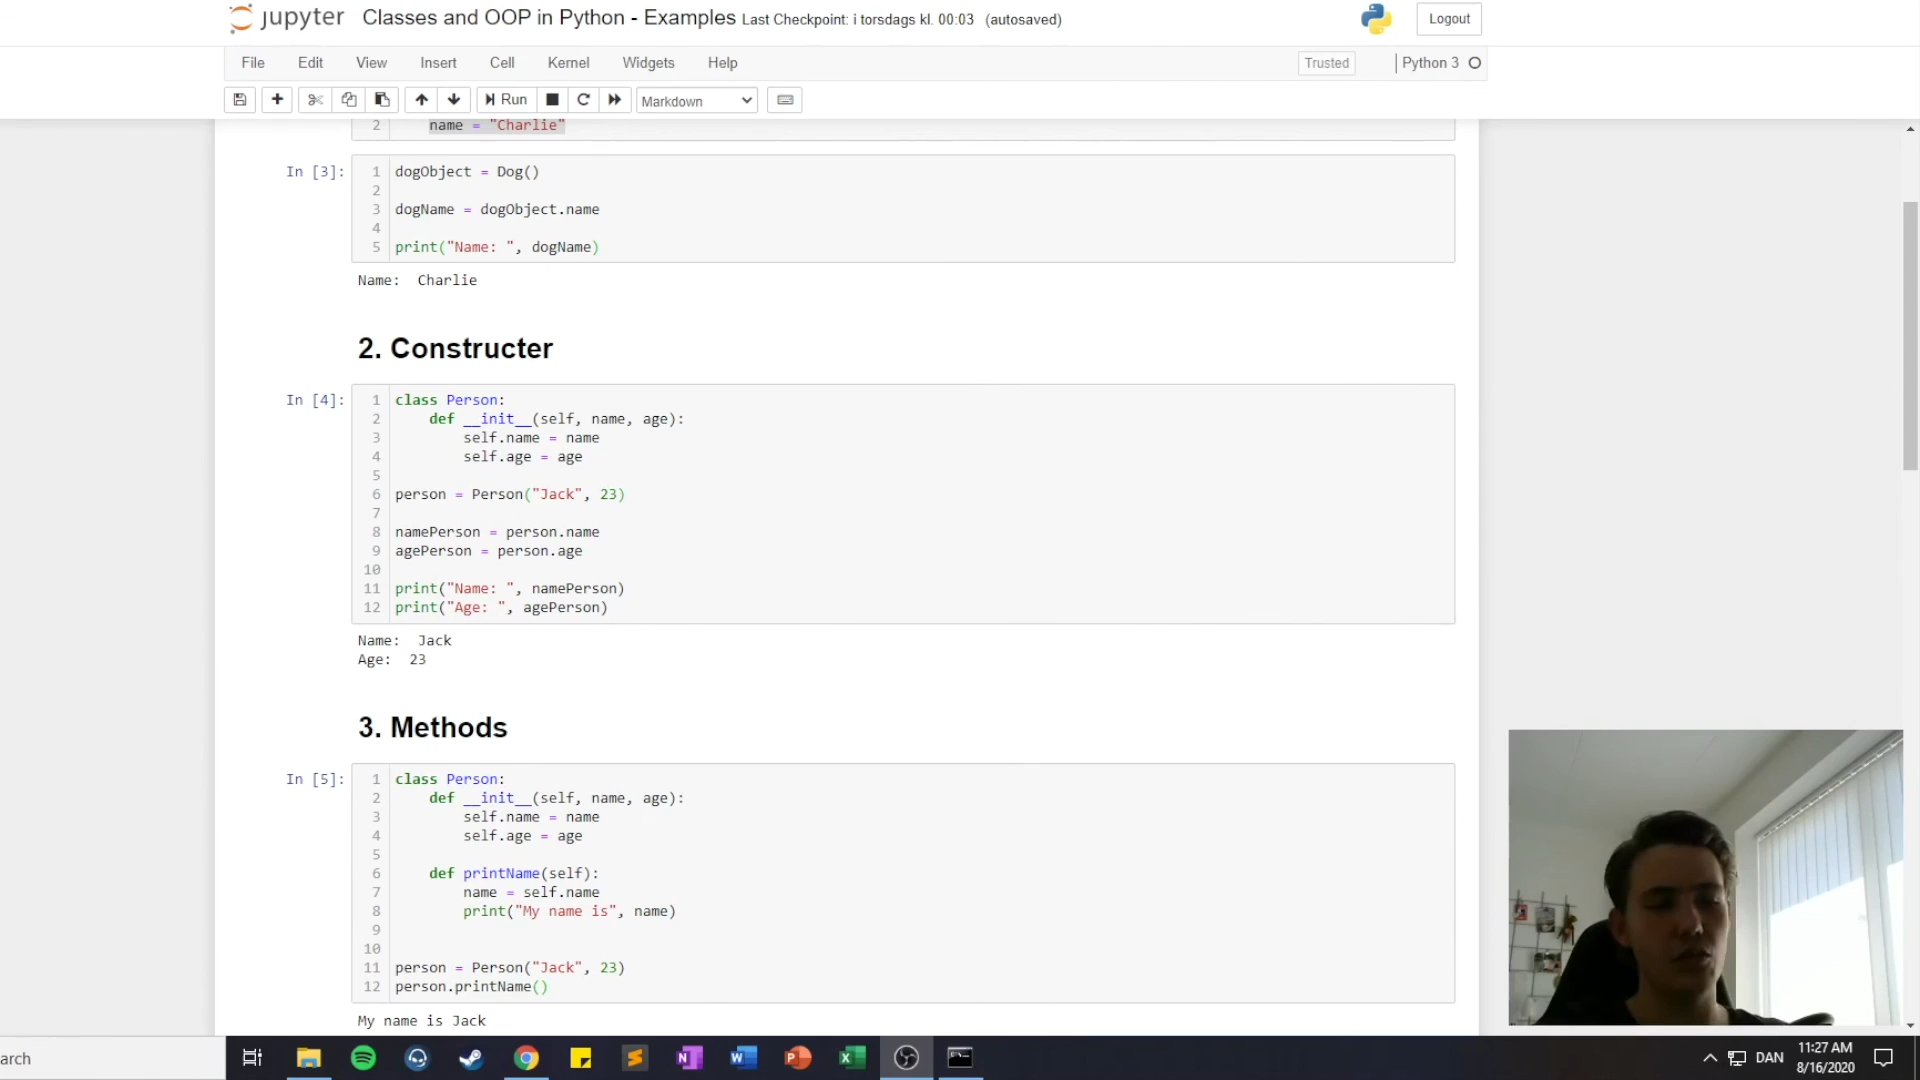 jupyter Classes and OOP in Python - Examples Last Checkpoint: i torsdags kl. 00:03 (autosaved) Logout
File Edit View Insert Cell Kernel Widgets Help Trusted Python 3
Run Markdown
2 name = "Charlie"
In [3]: 1 dogObject = Dog()
2
3 dogName = dogObject.name
4
5 print("Name: ", dogName)
Name:  Charlie
2. Constructer
In [4]: 1 class Person:
2 def __init__(self, name, age):
3 self.name = name
4 self.age = age
5
6 person = Person("Jack", 23)
7
8 namePerson = person.name
9 agePerson = person.age
10
11 print("Name: ", namePerson)
12 print("Age: ", agePerson)
Name:  Jack
Age:  23
3. Methods
In [5]: 1 class Person:
2 def __init__(self, name, age):
3 self.name = name
4 self.age = age
5
6 def printName(self):
7 name = self.name
8 print("My name is", name)
9
10
11 person = Person("Jack", 23)
12 person.printName()
My name is Jack
arch DAN 11:27 AM
8/16/2020